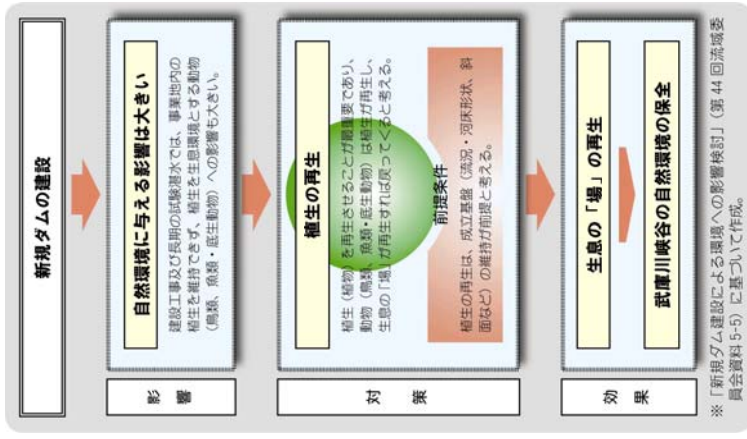 新規ダムの建設
影響
自然環境に与える影響は大きい
建設工事及び長期の試験湛水では、事業地内の
植生を維持できず、植生を生息環境とする動物
（鳥類、魚類・底生動物）への影響も大きい。
対策
植生の再生
植生（植物）を再生させることが最重要であり、
動物（鳥類、魚類・底生動物）は植生が再生し、
生息の「場」が再生すれば戻ってくると考える。
前提条件
植生の再生は、成立基盤（流況・河床形状、斜
面など）の維持が前提と考える。
効果
生息の「場」の再生
武庫川峡谷の自然環境の保全
※「新規ダム建設による環境への影響検討」（第 44 回流域委
員会資料 5-5）に基づいて作成。